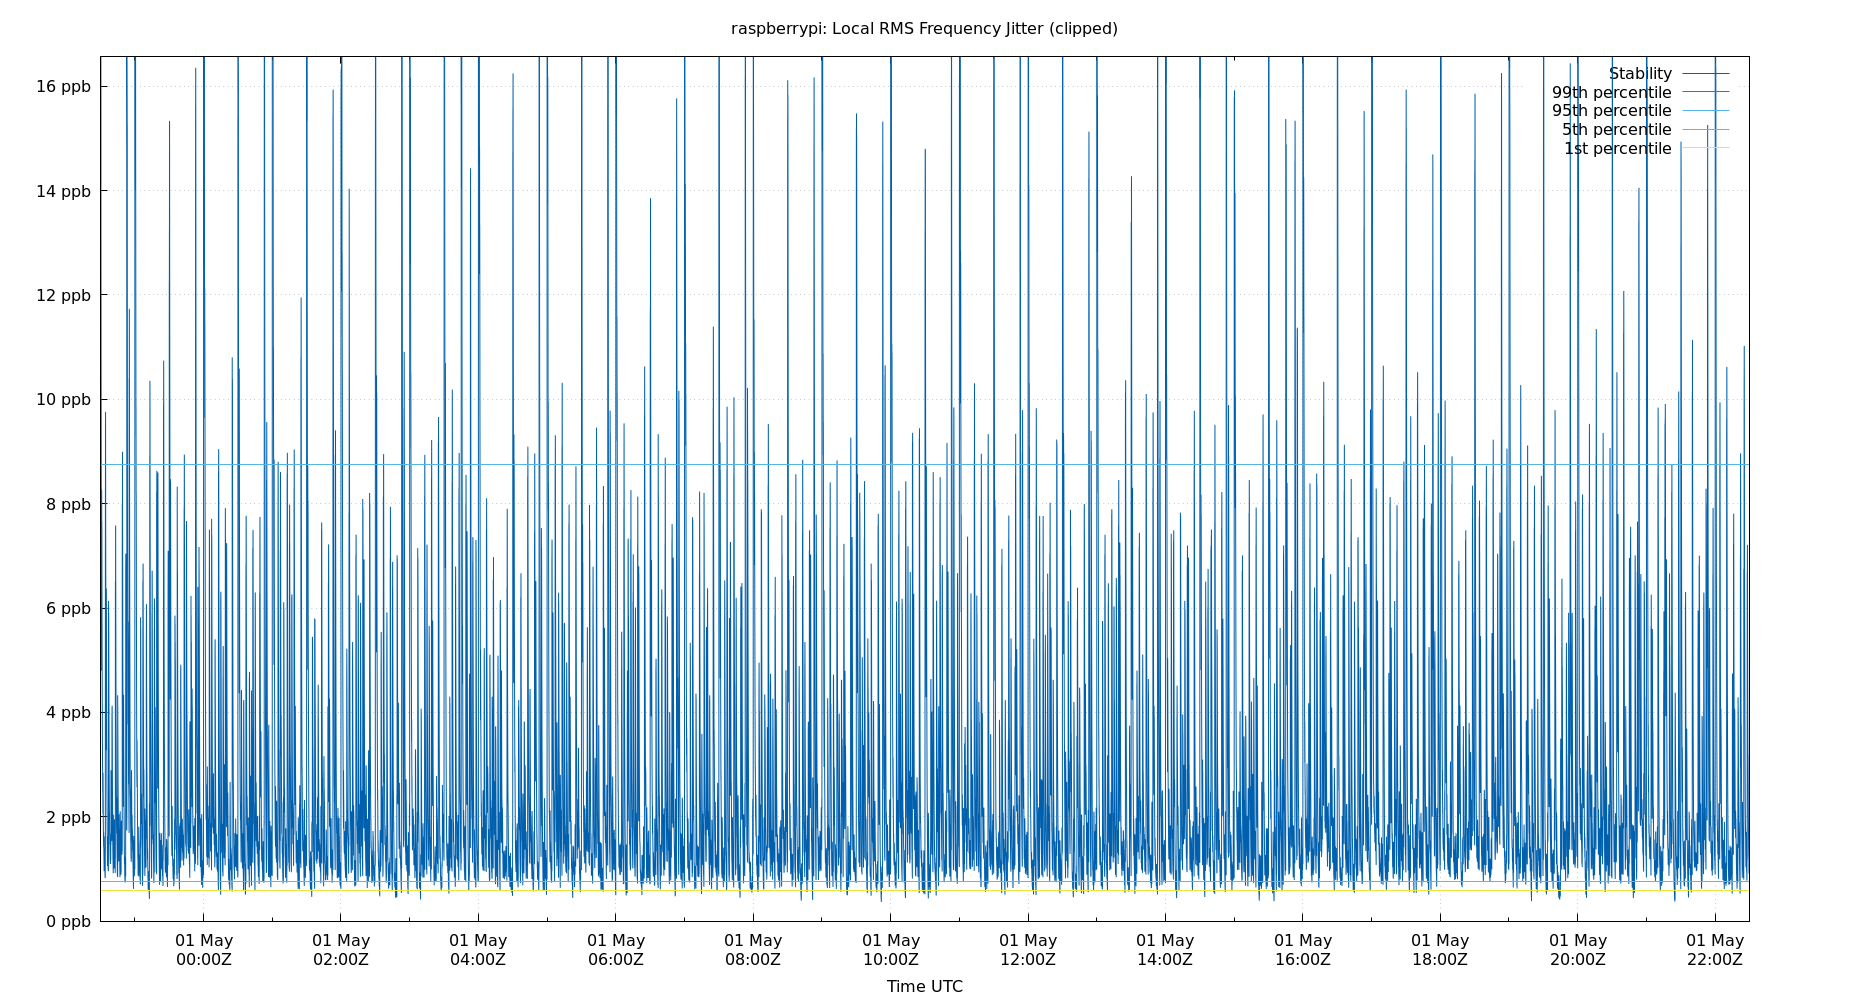 raspberrypi: Local RMS Frequency Jitter (clipped)
16 ppb
14 ppb
12 ppb
10 ppb
8 ppb
6 ppb
4 ppb
2 ppb
0 ppb
Stability
99th percentile
95th percentile
5th percentile
1st percentile
01 May 01 May 01 May 01 May 01 May 01 May 01 May 01 May 01 May 01 May 01 May 01 May
00:00Z 02:00Z 04:00Z 06:00Z 08:00Z 10:00Z 12:00Z 14:00Z 16:00Z 18:00Z 20:00Z 22:00Z
Time UTC